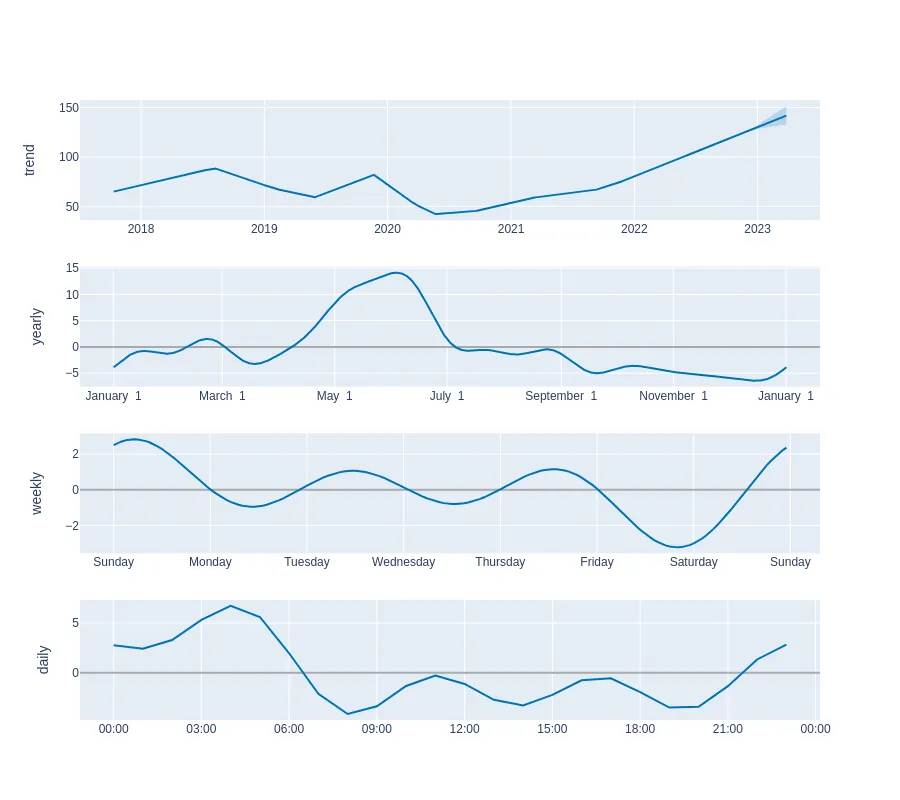 trend
150
100
50
2018 2019 2020 2021 2022 2023
yearly
15
10
5
0
−5
January 1 March 1 May 1 July 1 September 1 November 1 January 1
weekly
2
0
−2
Sunday Monday Tuesday Wednesday Thursday Friday Saturday Sunday
daily
5
0
00:00 03:00 06:00 09:00 12:00 15:00 18:00 21:00 00:00